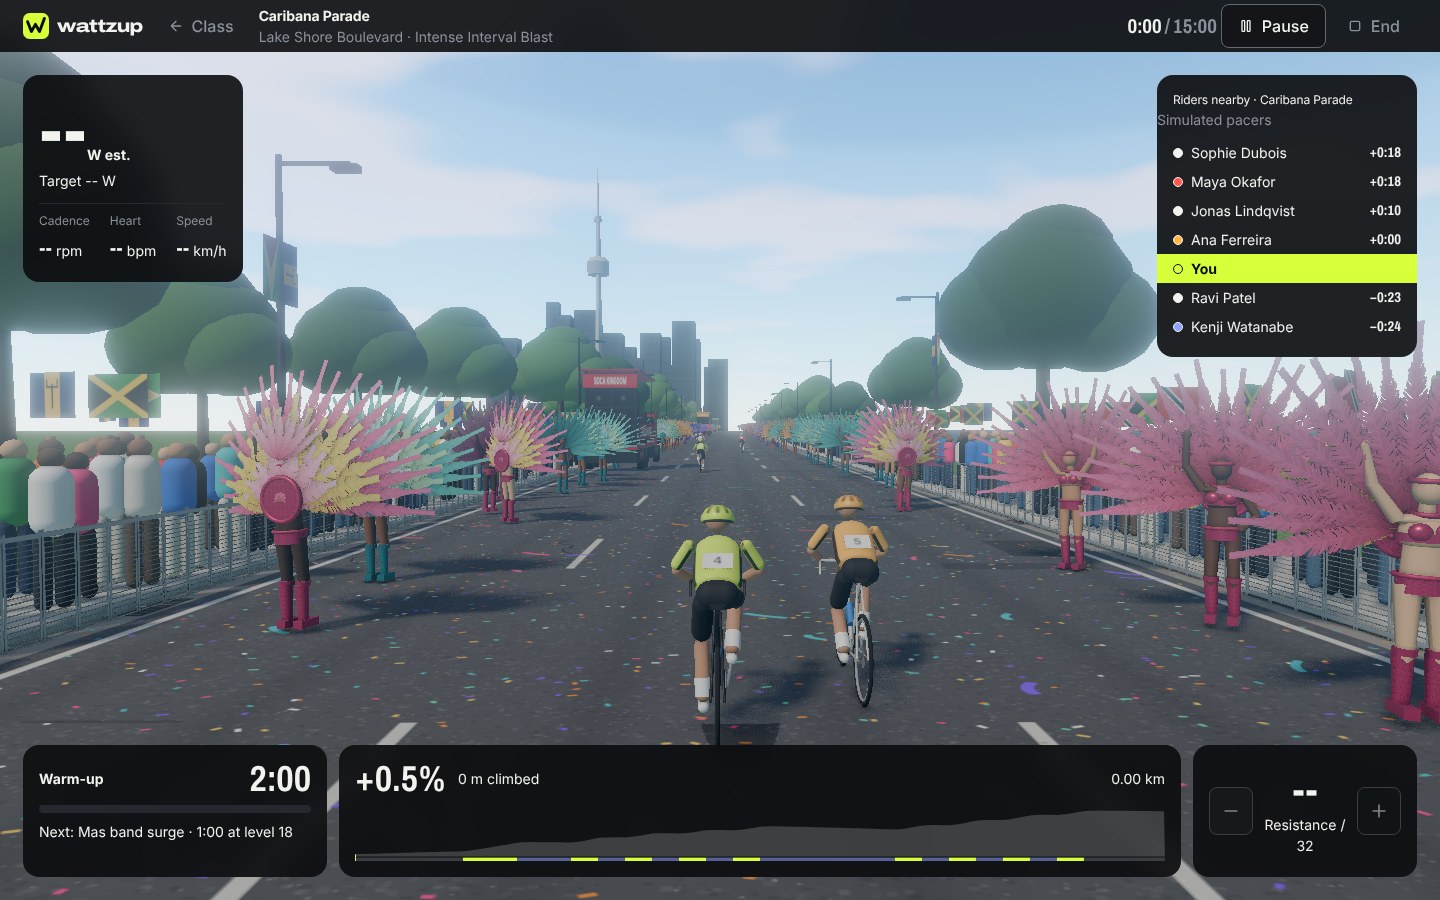 wattzup
Class
Caribana Parade
Lake Shore Boulevard · Intense Interval Blast
0:00 / 15:00
Pause
End
--
W est.
Target -- W
Cadence Heart Speed
-- rpm -- bpm -- km/h
Riders nearby · Caribana Parade
Simulated pacers
Sophie Dubois +0:18
Maya Okafor +0:18
Jonas Lindqvist +0:10
Ana Ferreira +0:00
You
Ravi Patel −0:23
Kenji Watanabe −0:24
SOCA KINGDOM
4
5
Warm-up 2:00
Next: Mas band surge · 1:00 at level 18
+0.5% 0 m climbed 0.00 km
--
Resistance /
32